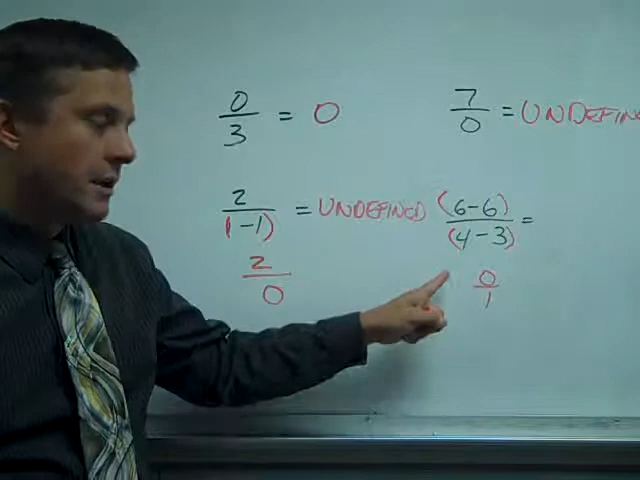 0/3 = 0
7/0 = UNDEFIN
2/(1-1) = UNDEFINED
2/0
(6-6)/(4-3) =
0/1